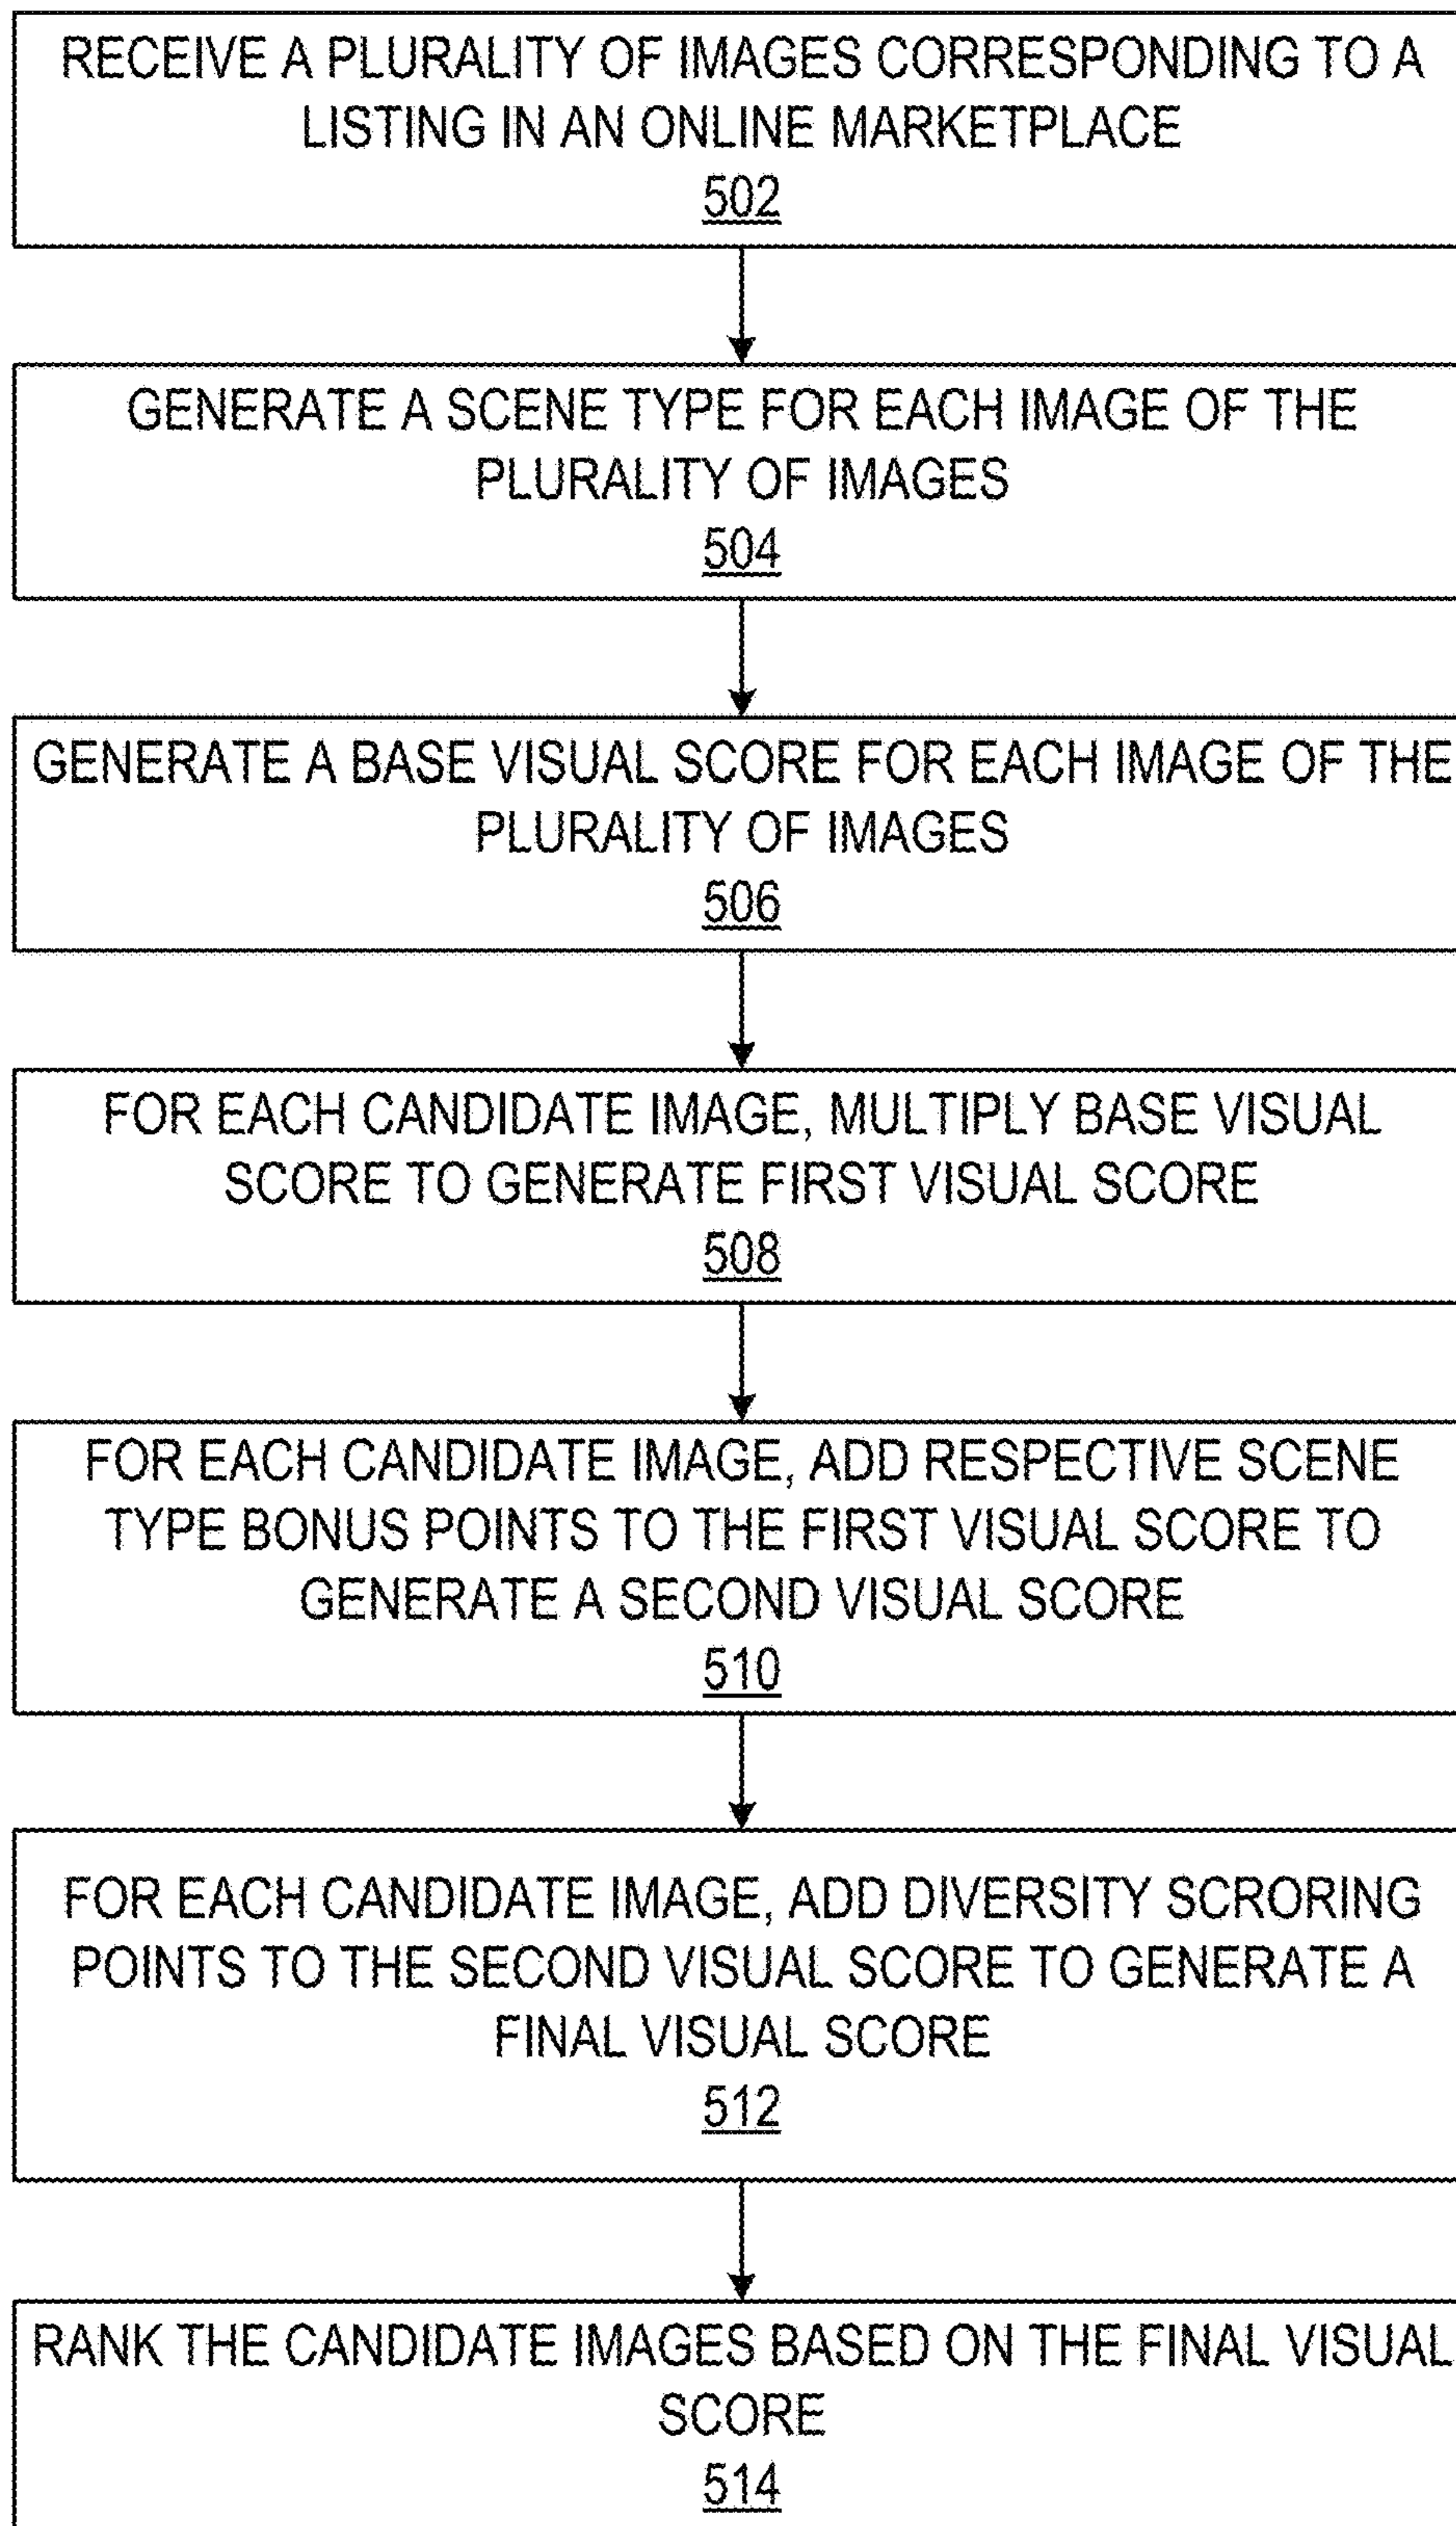 RECEIVE A PLURALITY OF IMAGES CORRESPONDING TO A
LISTING IN AN ONLINE MARKETPLACE
502
GENERATE A SCENE TYPE FOR EACH IMAGE OF THE
PLURALITY OF IMAGES
504
GENERATE A BASE VISUAL SCORE FOR EACH IMAGE OF THE
PLURALITY OF IMAGES
506
FOR EACH CANDIDATE IMAGE, MULTIPLY BASE VISUAL
SCORE TO GENERATE FIRST VISUAL SCORE
508
FOR EACH CANDIDATE IMAGE, ADD RESPECTIVE SCENE
TYPE BONUS POINTS TO THE FIRST VISUAL SCORE TO
GENERATE A SECOND VISUAL SCORE
510
FOR EACH CANDIDATE IMAGE, ADD DIVERSITY SCRORING
POINTS TO THE SECOND VISUAL SCORE TO GENERATE A
FINAL VISUAL SCORE
512
RANK THE CANDIDATE IMAGES BASED ON THE FINAL VISUAL
SCORE
514